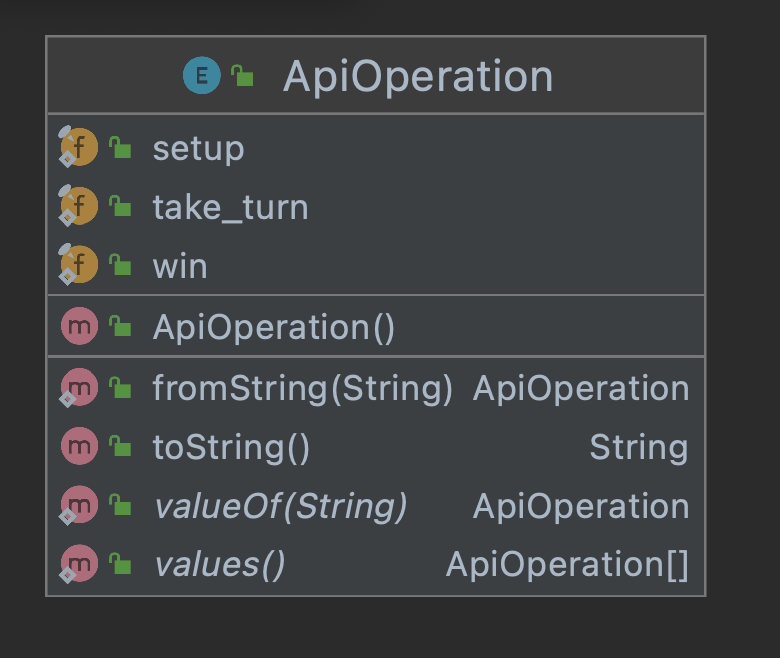 E ApiOperation
f setup
f take_turn
f win
m ApiOperation()
m fromString(String) ApiOperation
m toString() String
m valueOf(String) ApiOperation
m values() ApiOperation[]